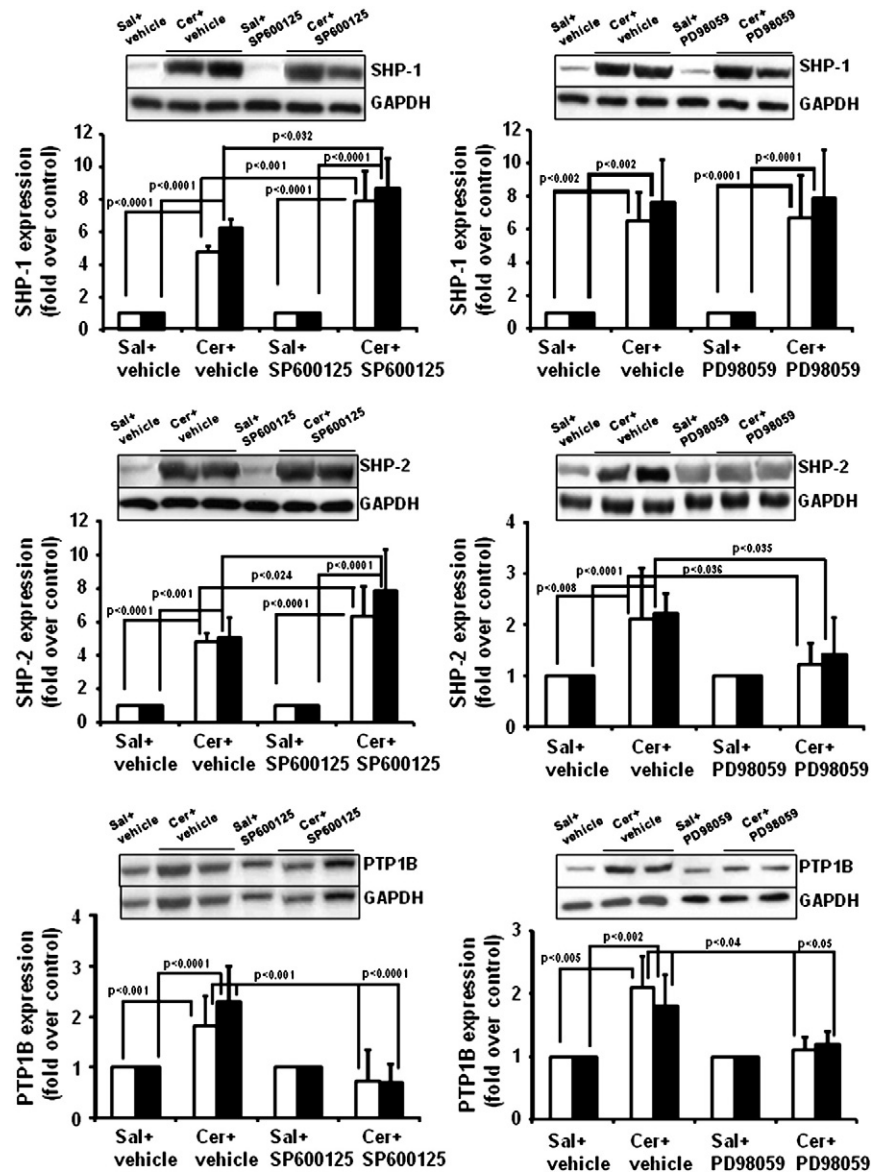 Sal+ vehicle Cer+ vehicle Sal+ SP600125 Cer+ SP600125
SHP-1
GAPDH
SHP-1 expression
(fold over control)
12
10
8
6
4
2
0
p<0.032
p<0.001
p<0.0001
p<0.0001
p<0.0001
p<0.0001
Sal+ Cer+ Sal+ Cer+
vehicle vehicle SP600125 SP600125
Sal+ vehicle Cer+ vehicle Sal+ PD98059 Cer+ PD98059
SHP-1
GAPDH
SHP-1 expression
(fold over control)
12
10
8
6
4
2
0
p<0.002
p<0.002
p<0.0001
p<0.0001
Sal+ Cer+ Sal+ Cer+
vehicle vehicle PD98059 PD98059
Sal+ vehicle Cer+ vehicle Sal+ SP600125 Cer+ SP600125
SHP-2
GAPDH
SHP-2 expression
(fold over control)
12
10
8
6
4
2
0
p<0.024
p<0.001
p<0.0001
p<0.0001
p<0.0001
Sal+ Cer+ Sal+ Cer+
vehicle vehicle SP600125 SP600125
Sal+ vehicle Cer+ vehicle Sal+ PD98059 Cer+ PD98059
SHP-2
GAPDH
SHP-2 expression
(fold over control)
4
3
2
1
0
p<0.035
p<0.0001
p<0.036
p<0.008
Sal+ Cer+ Sal+ Cer+
vehicle vehicle PD98059 PD98059
Sal+ vehicle Cer+ vehicle Sal+ SP600125 Cer+ SP600125
PTP1B
GAPDH
PTP1B expression
(fold over control)
4
3
2
1
0
p<0.0001
p<0.001
p<0.001
p<0.0001
Sal+ Cer+ Sal+ Cer+
vehicle vehicle SP600125 SP600125
Sal+ vehicle Cer+ vehicle Sal+ PD98059 Cer+ PD98059
PTP1B
GAPDH
PTP1B expression
(fold over control)
3
2
1
0
p<0.002
p<0.04
p<0.05
p<0.005
Sal+ Cer+ Sal+ Cer+
vehicle vehicle PD98059 PD98059